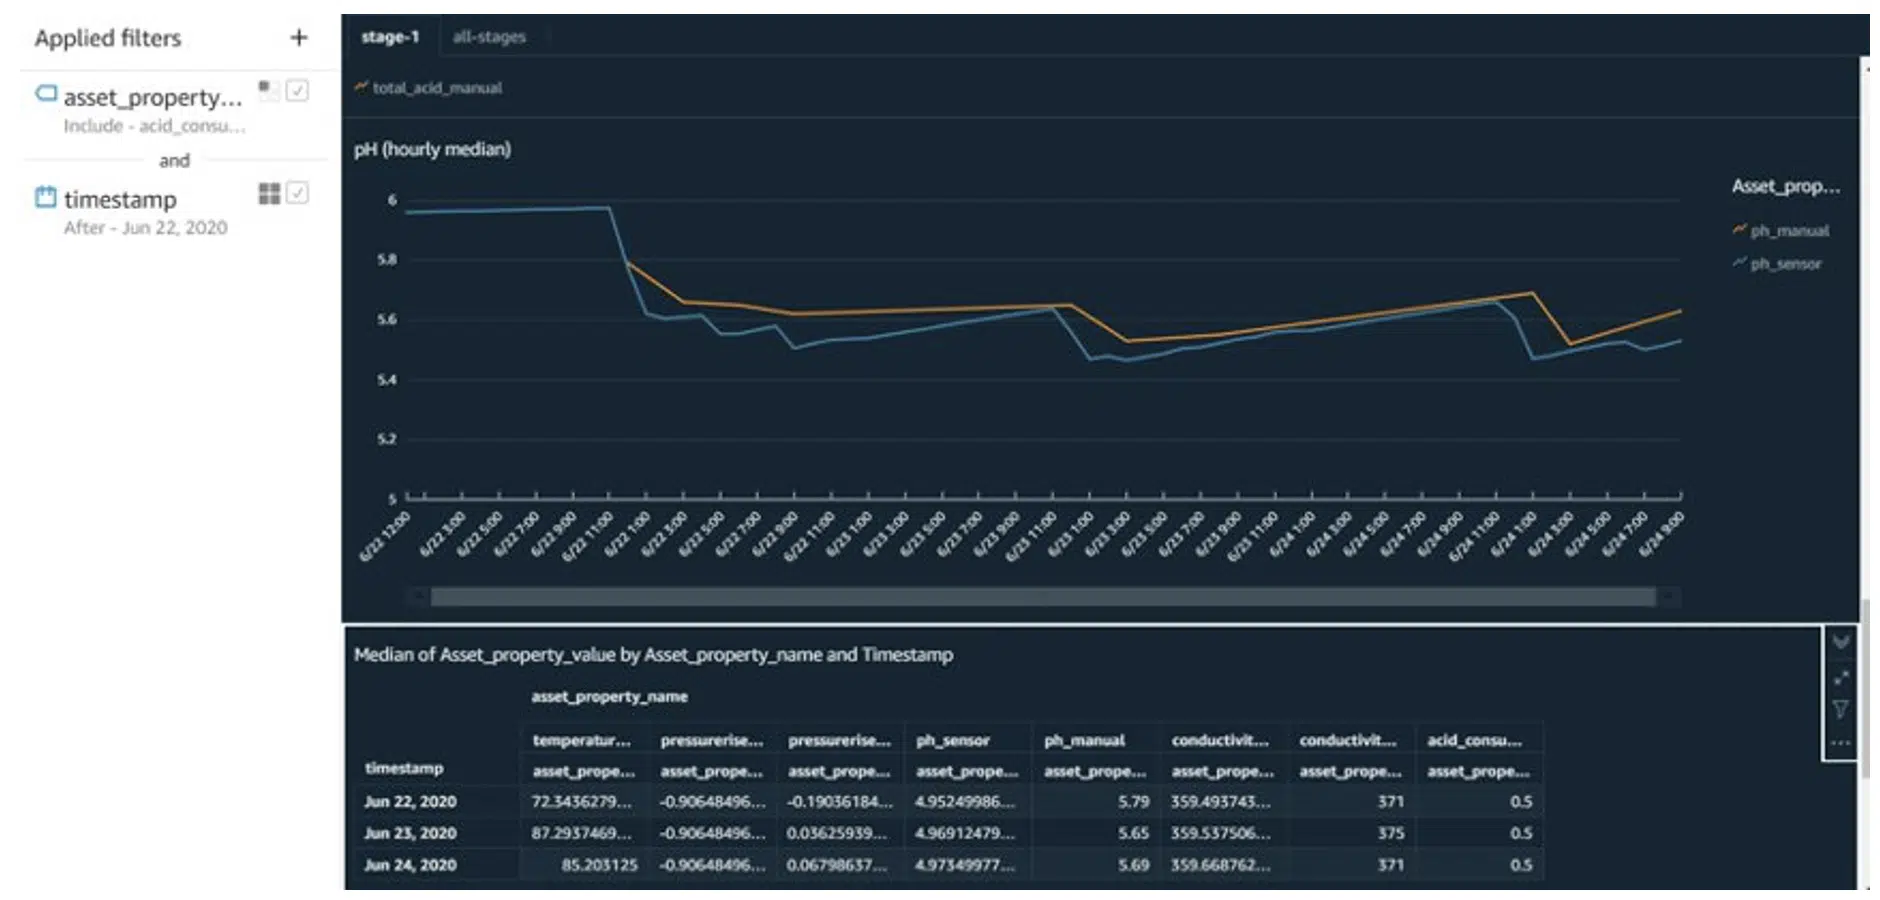 Applied filters +
asset_property...
Include - acid_consu...
and
timestamp
After - Jun 22, 2020
stage-1 all-stages
total_acid_manual
pH (hourly median)
Asset_prop...
ph_manual
ph_sensor
6
5.8
5.6
5.4
5.2
5
6/22 12:00 6/22 3:00 6/22 5:00 6/22 7:00 6/22 9:00 6/22 11:00 6/22 1:00 6/22 3:00 6/22 5:00 6/22 7:00 6/22 9:00 6/22 11:00 6/23 1:00 6/23 3:00 6/23 5:00 6/23 7:00 6/23 9:00 6/23 11:00 6/23 1:00 6/23 3:00 6/23 5:00 6/23 7:00 6/23 9:00 6/23 11:00 6/24 1:00 6/24 3:00 6/24 5:00 6/24 7:00 6/24 9:00 6/24 11:00 6/24 1:00 6/24 3:00 6/24 5:00 6/24 7:00 6/24 9:00
Median of Asset_property_value by Asset_property_name and Timestamp
asset_property_name
temperatur... pressurerise... pressurerise... ph_sensor ph_manual conductivit... conductivit... acid_consu...
timestamp asset_prope... asset_prope... asset_prope... asset_prope... asset_prope... asset_prope... asset_prope... asset_prope...
Jun 22, 2020 72.3436279... -0.90648496... -0.19036184... 4.95249986... 5.79 359.493743... 371 0.5
Jun 23, 2020 87.2937469... -0.90648496... 0.03625939... 4.96912479... 5.65 359.537506... 375 0.5
Jun 24, 2020 85.203125 -0.90648496... 0.06798637... 4.97349977... 5.69 359.668762... 371 0.5